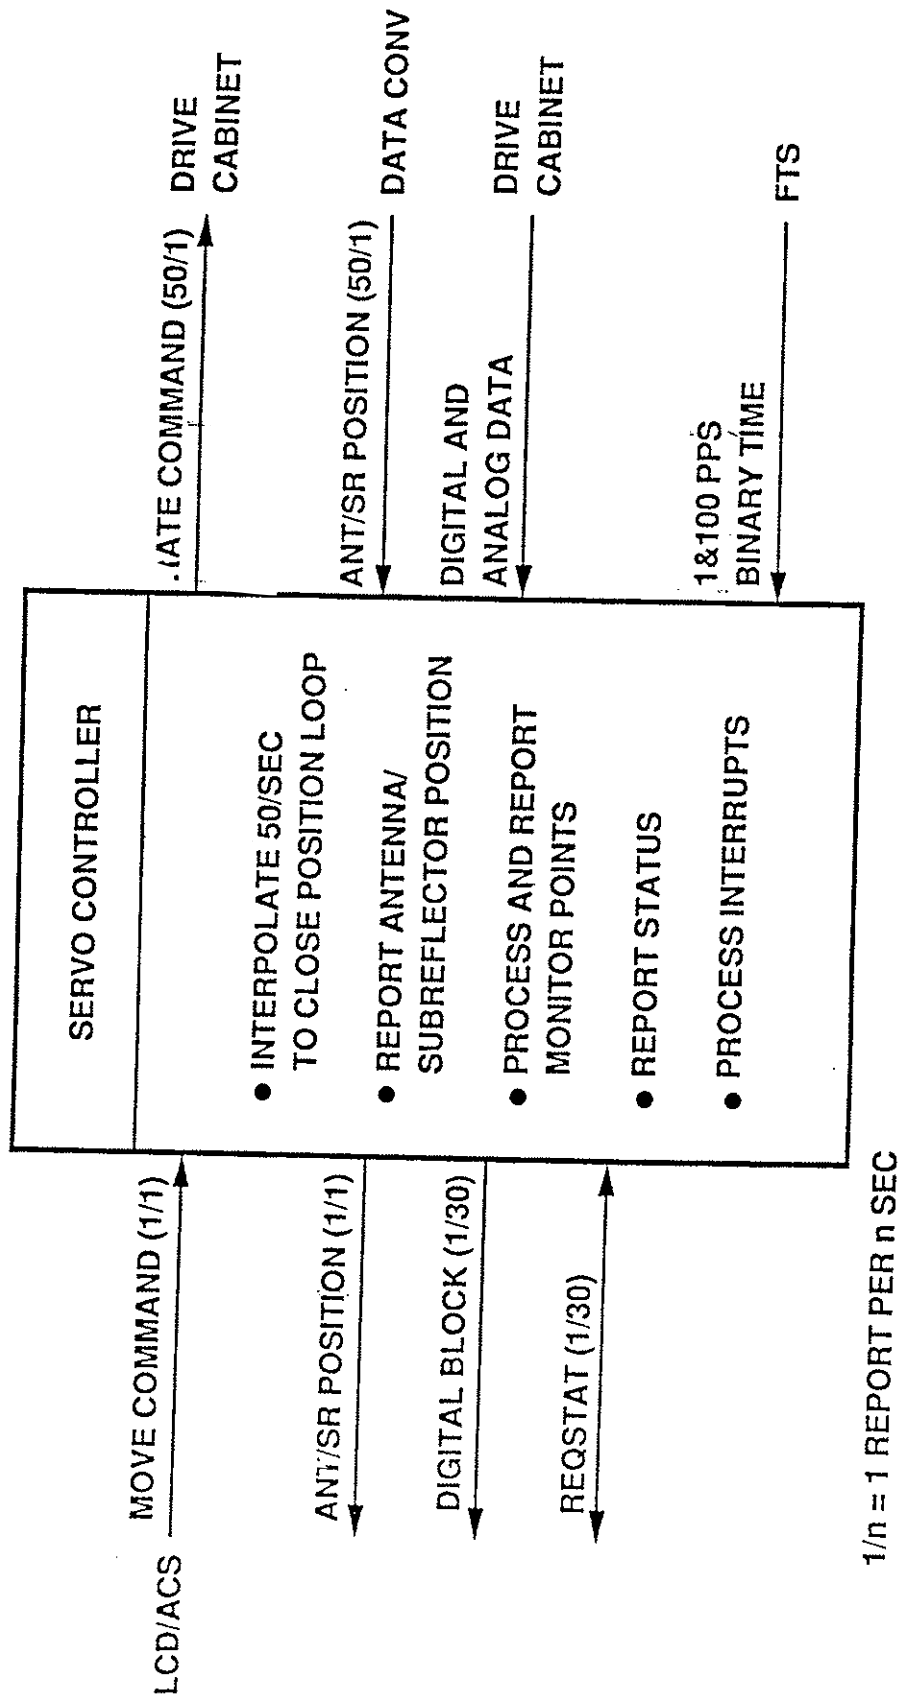 SERVO CONTROLLER
LCD/ACS
MOVE COMMAND (1/1)
ANT/SR POSITION (1/1)
DIGITAL BLOCK (1/30)
REQSTAT (1/30)
● INTERPOLATE 50/SEC
TO CLOSE POSITION LOOP
● REPORT ANTENNA/
SUBREFLECTOR POSITION
● PROCESS AND REPORT
MONITOR POINTS
● REPORT STATUS
● PROCESS INTERRUPTS
COMMAND (50/1)
DRIVE
CABINET
ANT/SR POSITION (50/1)
DATA CONV
DIGITAL AND
ANALOG DATA
DRIVE
CABINET
1&100 PPS
BINARY TIME
FTS
1/n = 1 REPORT PER n SEC